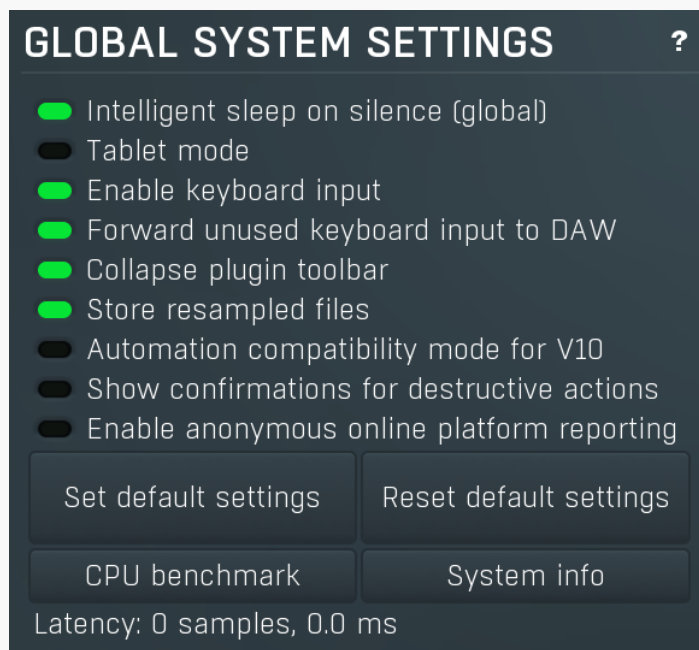 GLOBAL SYSTEM SETTINGS ?
Intelligent sleep on silence (global)
Tablet mode
Enable keyboard input
Forward unused keyboard input to DAW
Collapse plugin toolbar
Store resampled files
Automation compatibility mode for V10
Show confirmations for destructive actions
Enable anonymous online platform reporting
Set default settings
Reset default settings
CPU benchmark
System info
Latency: 0 samples, 0.0 ms